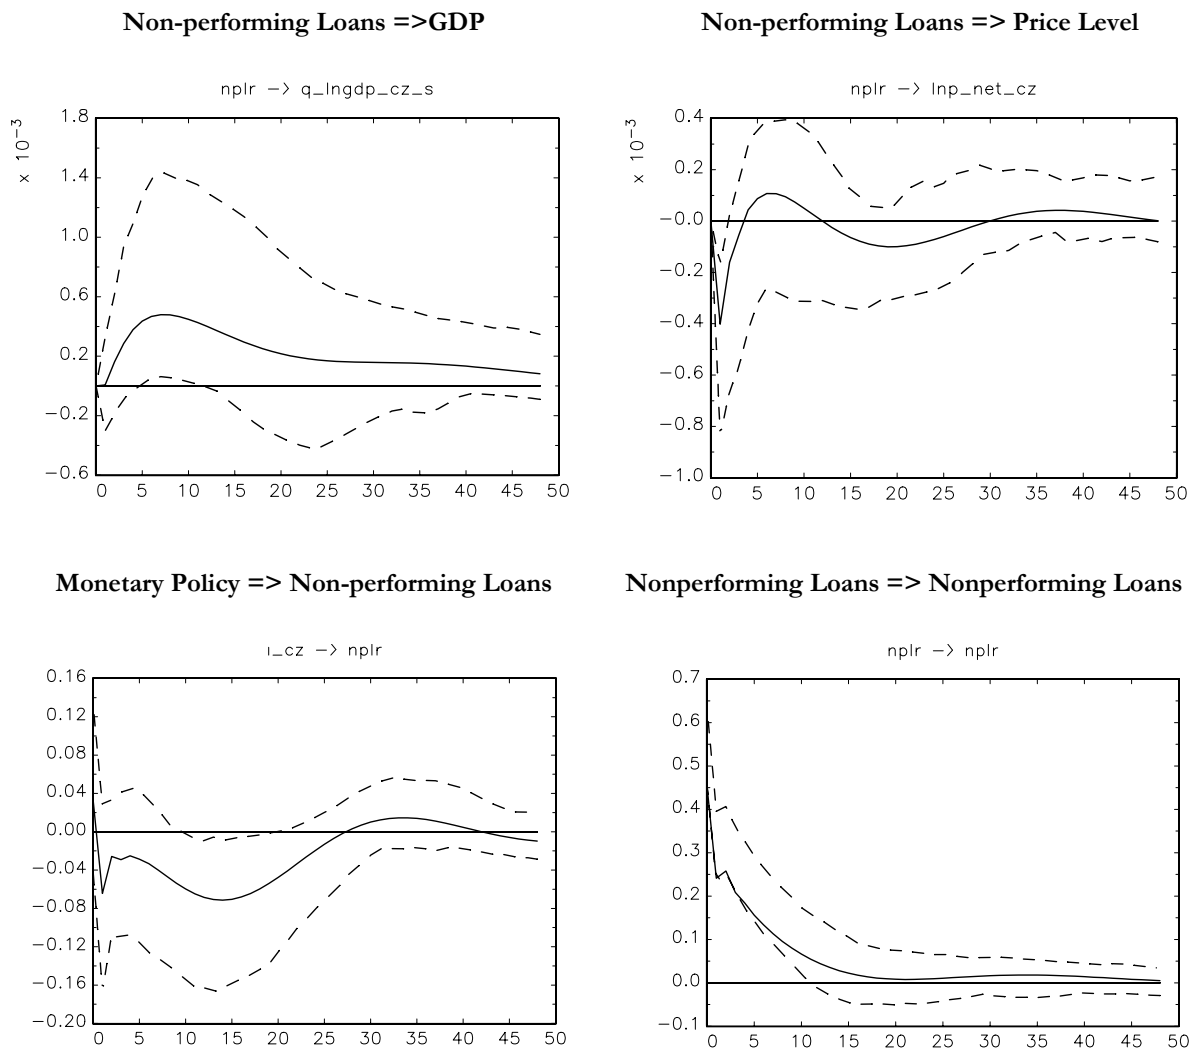 Non-performing Loans =>GDP
Non-performing Loans => Price Level
nplr -> q_lngdp_cz_s
nplr -> lnp_net_cz
x 10^-3
1.8
1.4
1.0
0.6
0.2
-0.2
-0.6
0 5 10 15 20 25 30 35 40 45 50
x 10^-3
0.4
0.2
-0.0
-0.2
-0.4
-0.6
-0.8
-1.0
0 5 10 15 20 25 30 35 40 45 50
Monetary Policy => Non-performing Loans
Nonperforming Loans => Nonperforming Loans
ı_cz -> nplr
nplr -> nplr
0.16
0.12
0.08
0.04
0.00
-0.04
-0.08
-0.12
-0.16
-0.20
0 5 10 15 20 25 30 35 40 45 50
0.7
0.6
0.5
0.4
0.3
0.2
0.1
0.0
-0.1
0 5 10 15 20 25 30 35 40 45 50